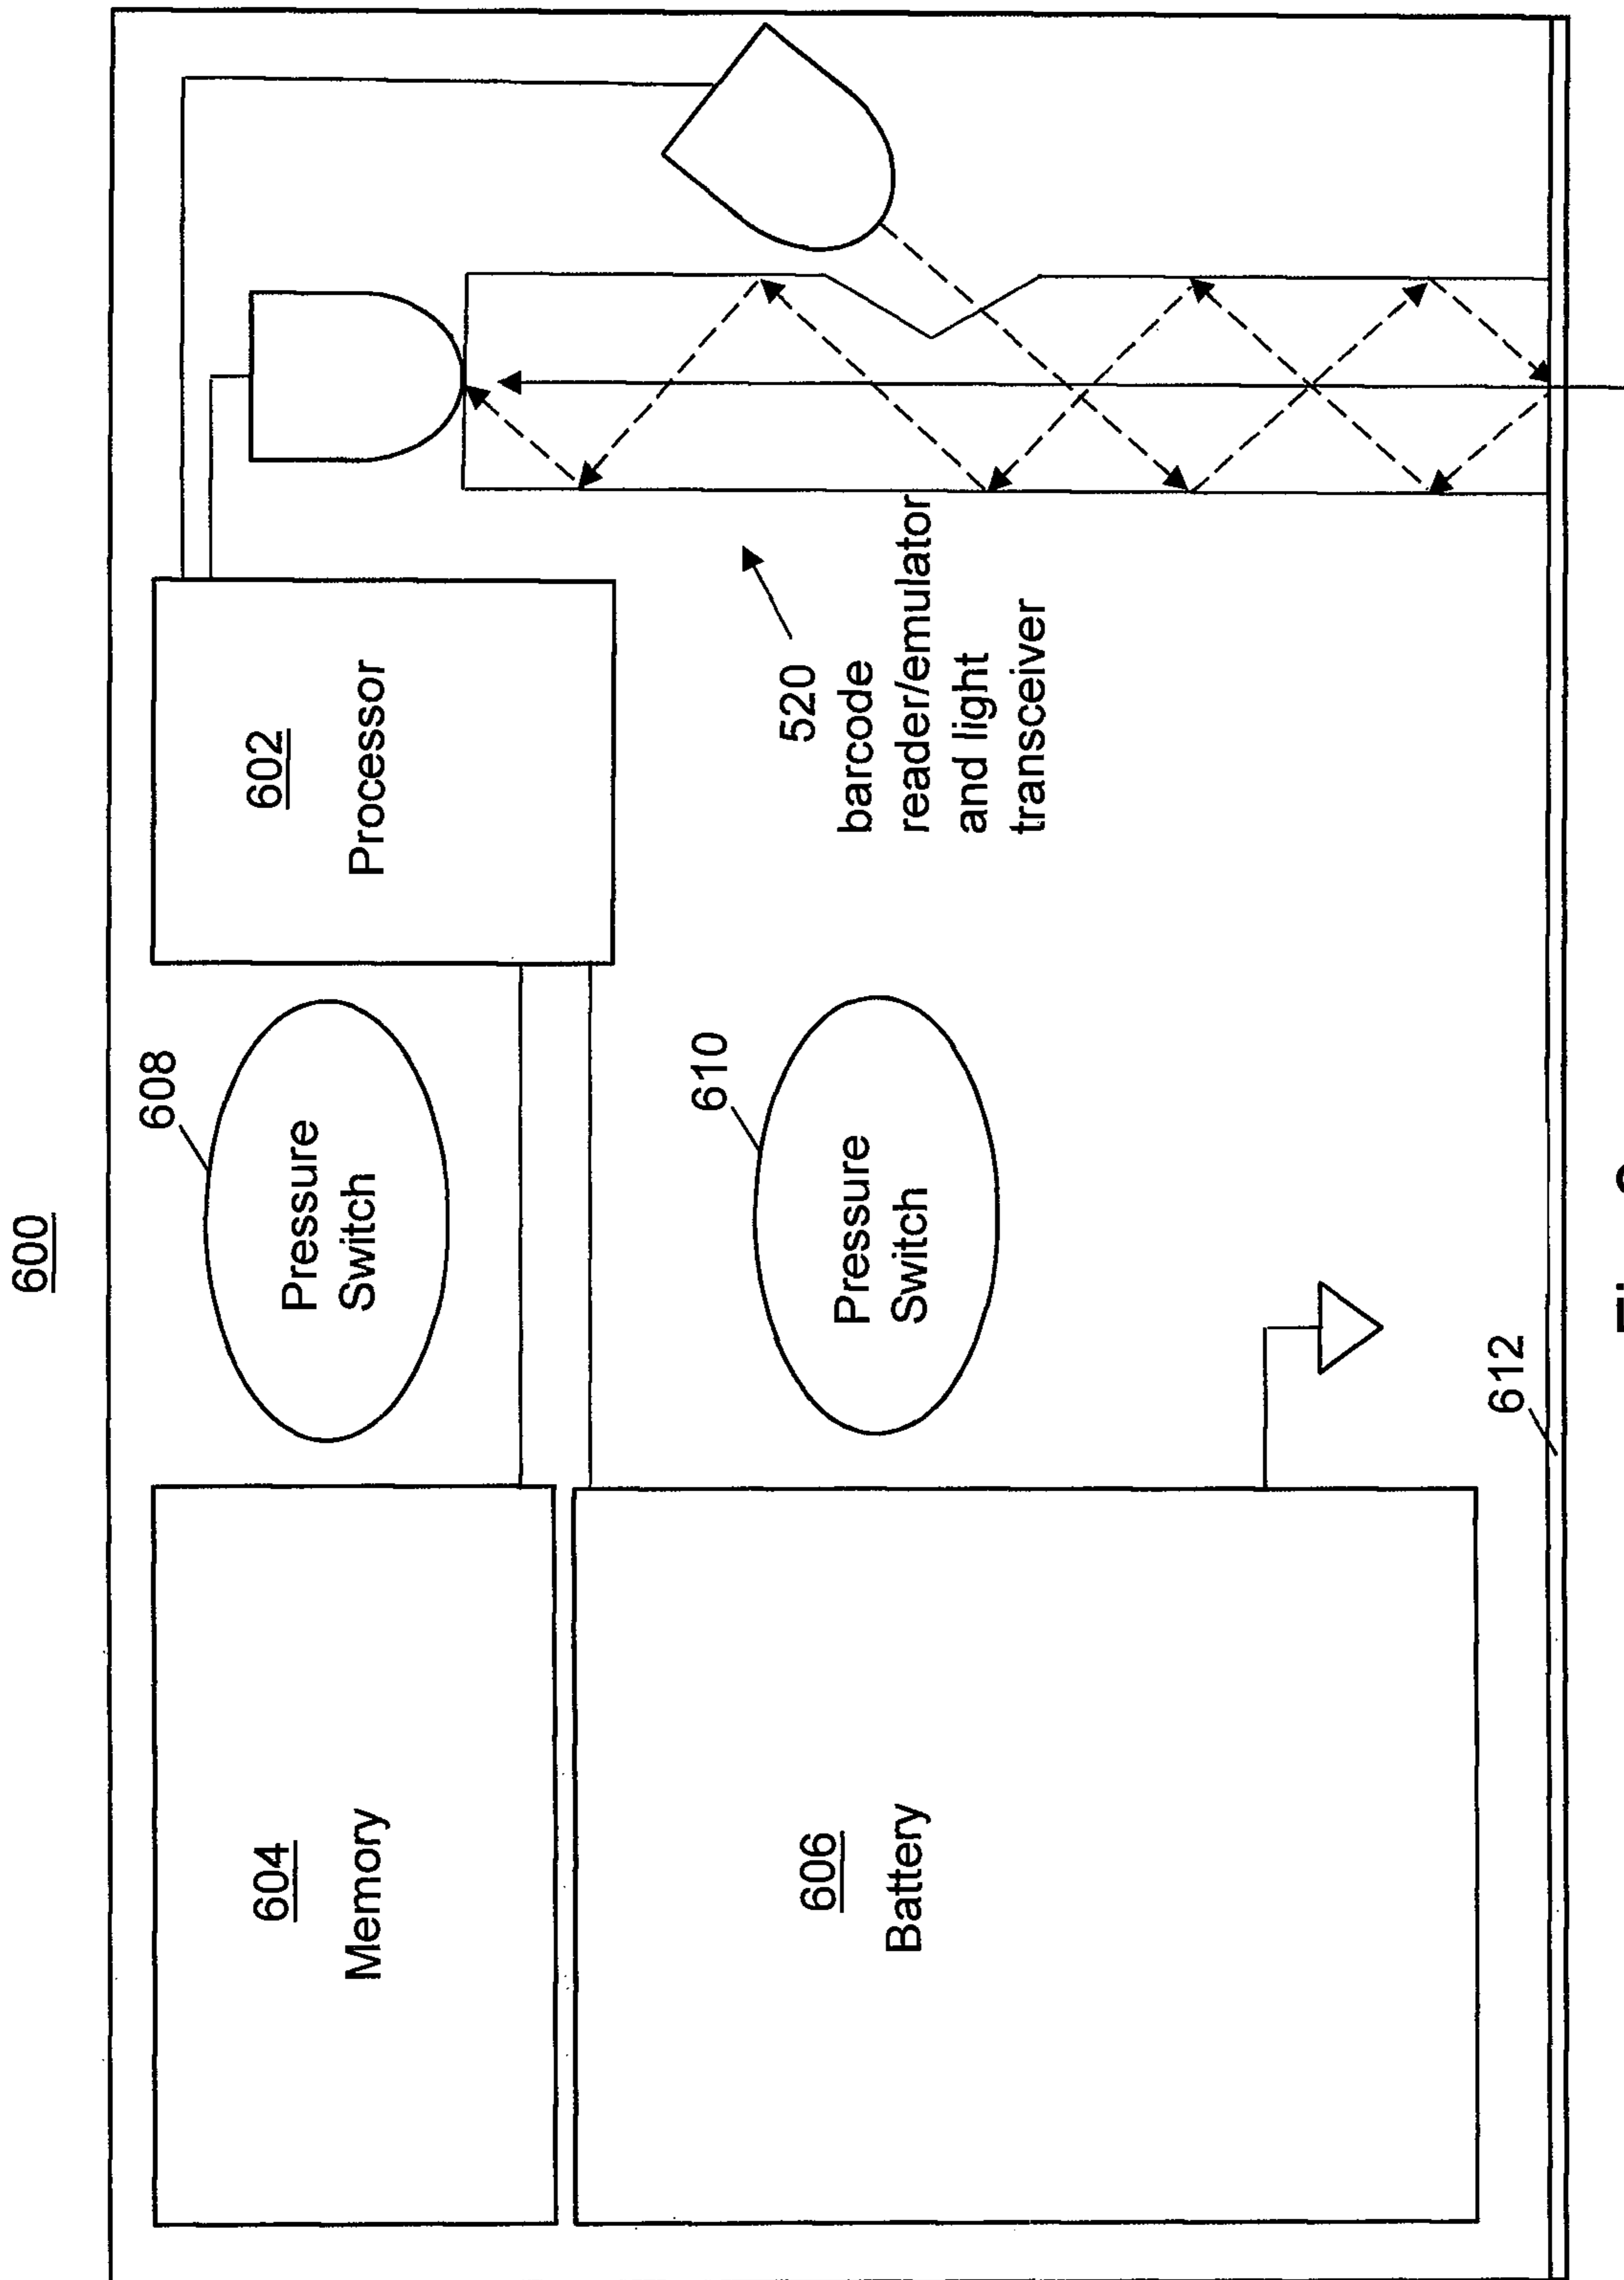 600
604
Memory
608
Pressure
Switch
602
Processor
606
Battery
610
Pressure
Switch
520
barcode
reader/emulator
and light
transceiver
612